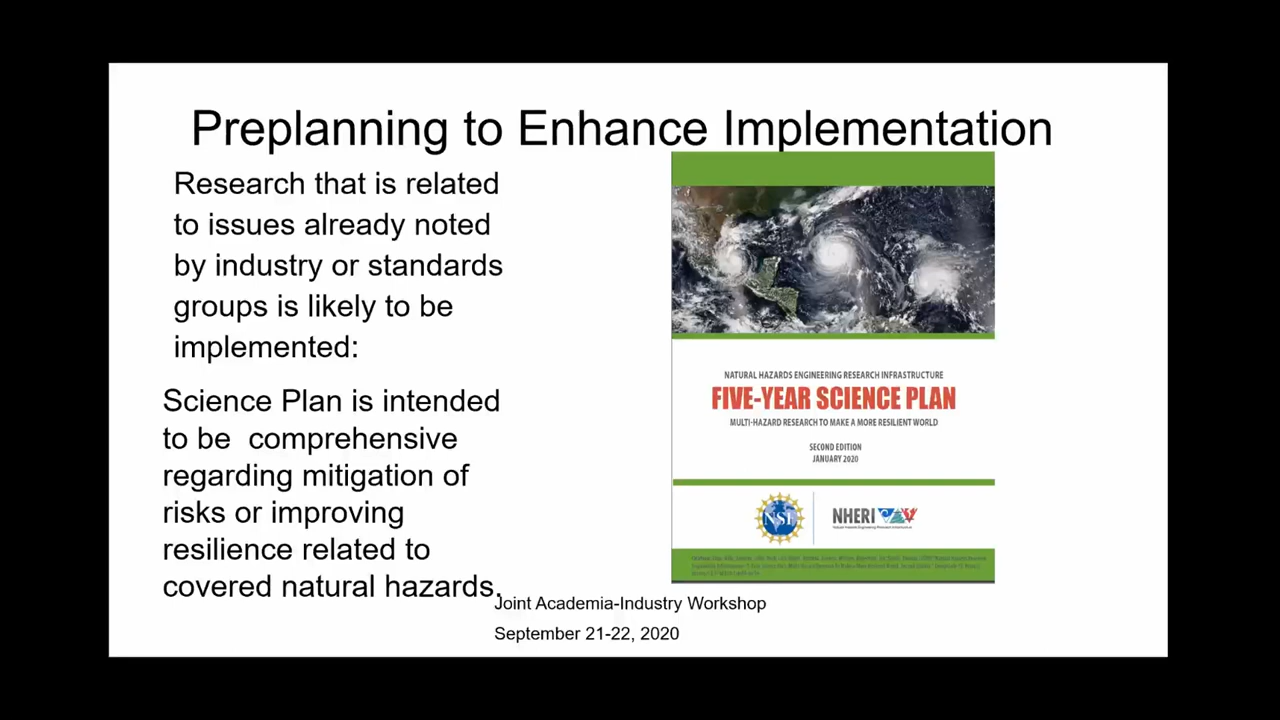 Preplanning to Enhance Implementation
Research that is related
to issues already noted
by industry or standards
groups is likely to be
implemented:
Science Plan is intended
to be comprehensive
regarding mitigation of
risks or improving
resilience related to
covered natural hazards.
NATURAL HAZARDS ENGINEERING RESEARCH INFRASTRUCTURE
FIVE-YEAR SCIENCE PLAN
MULTI-HAZARD RESEARCH TO MAKE A MORE RESILIENT WORLD
SECOND EDITION
JANUARY 2020
NSF
NHERI
Joint Academia-Industry Workshop
September 21-22, 2020